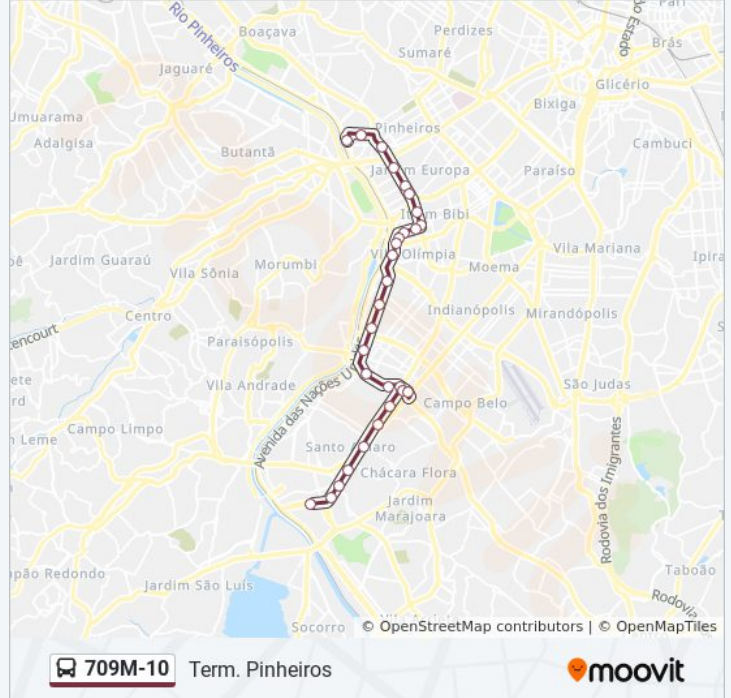 Rio Pinheiros
Boaçava
Perdizes
Pari
Brás
Sumaré
Jaguaré
Glicério
Umuarama
Bixiga
Adalgisa
Pinheiros
Cambuci
Butantã
Jardim Europa
Paraíso
Itaim Bibi
Vila Mariana
Jardim Guaraú
Morumbi
Vila Olímpia
Moema
Vila Sônia
Indianópolis
Mirandópolis
Centro
Paraisópolis
Vila Andrade
São Judas
Campo Belo
Avenida das Nações
Campo Limpo
Santo Amaro
Chácara Flora
Rodovia dos Imigrantes
Jardim
Marajoara
Taboão
Jardim São Luís
Rodovia
Socorro
© OpenStreetMap contributors | © OpenMapTiles
709M-10 Term. Pinheiros
moovit